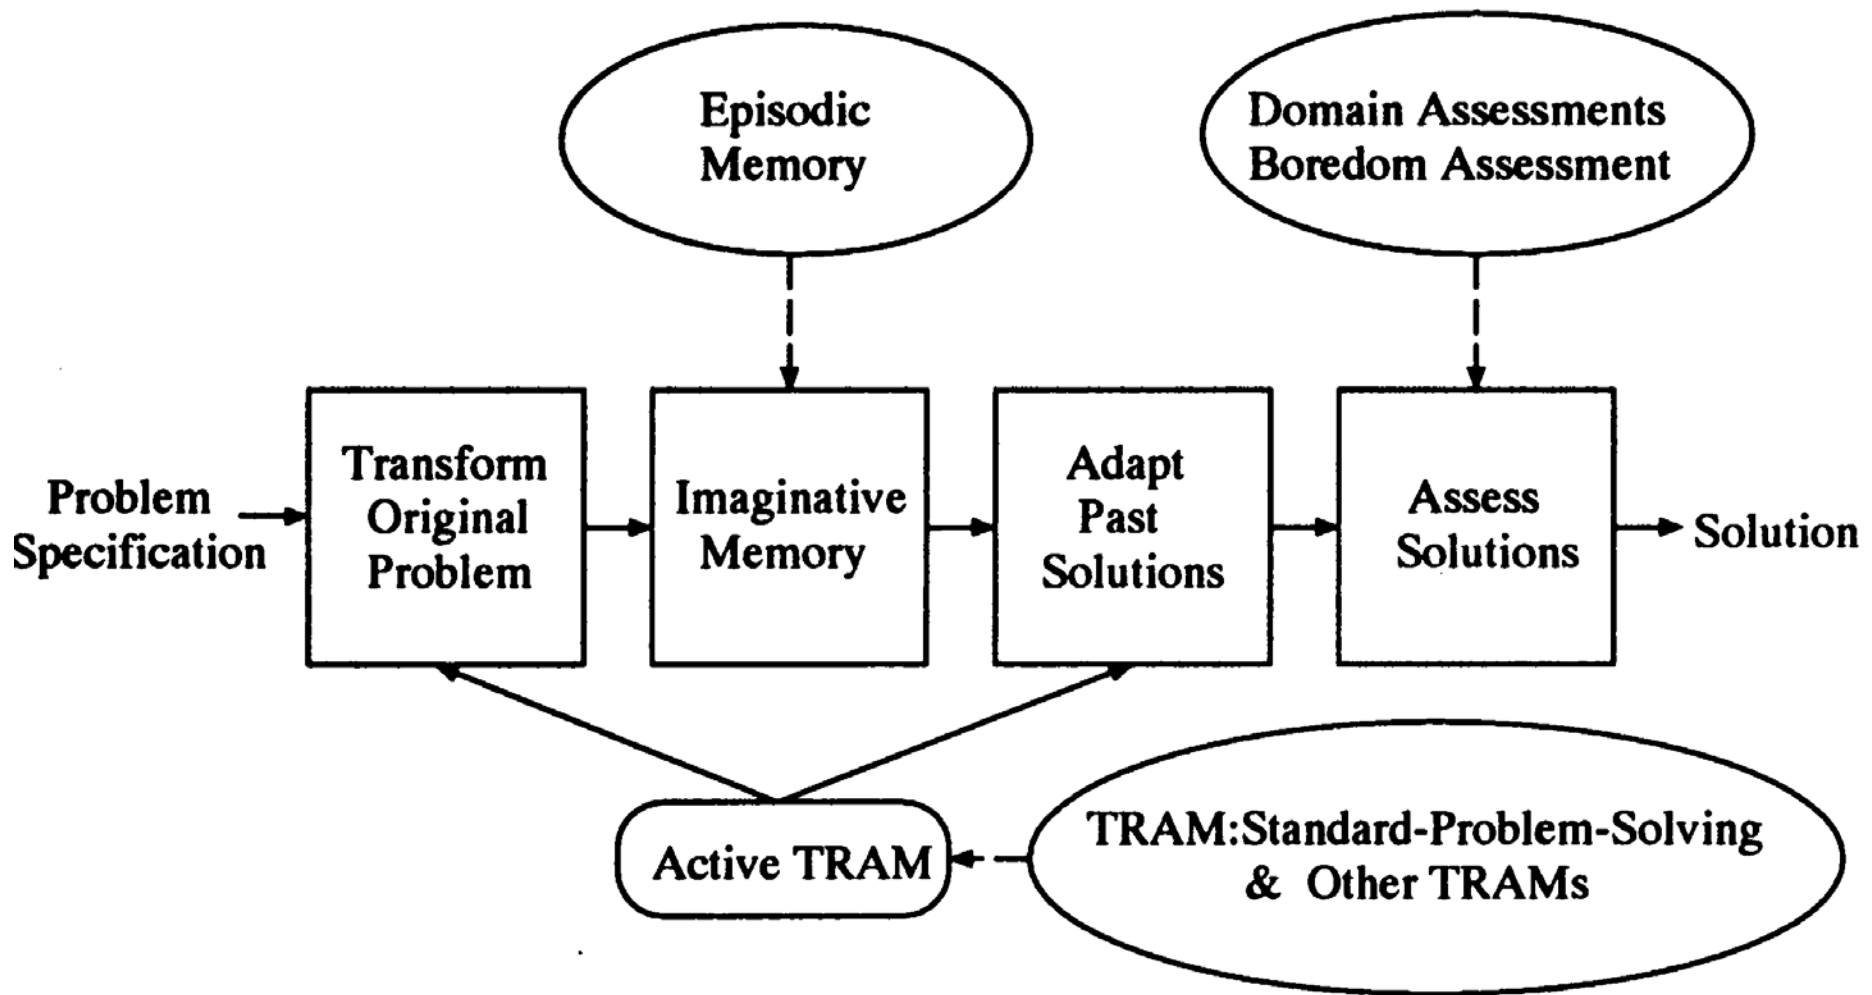 Episodic
Memory
Domain Assessments
Boredom Assessment
Problem
Specification
Transform
Original
Problem
Imaginative
Memory
Adapt
Past
Solutions
Assess
Solutions
Solution
Active TRAM
TRAM:Standard-Problem-Solving
& Other TRAMs